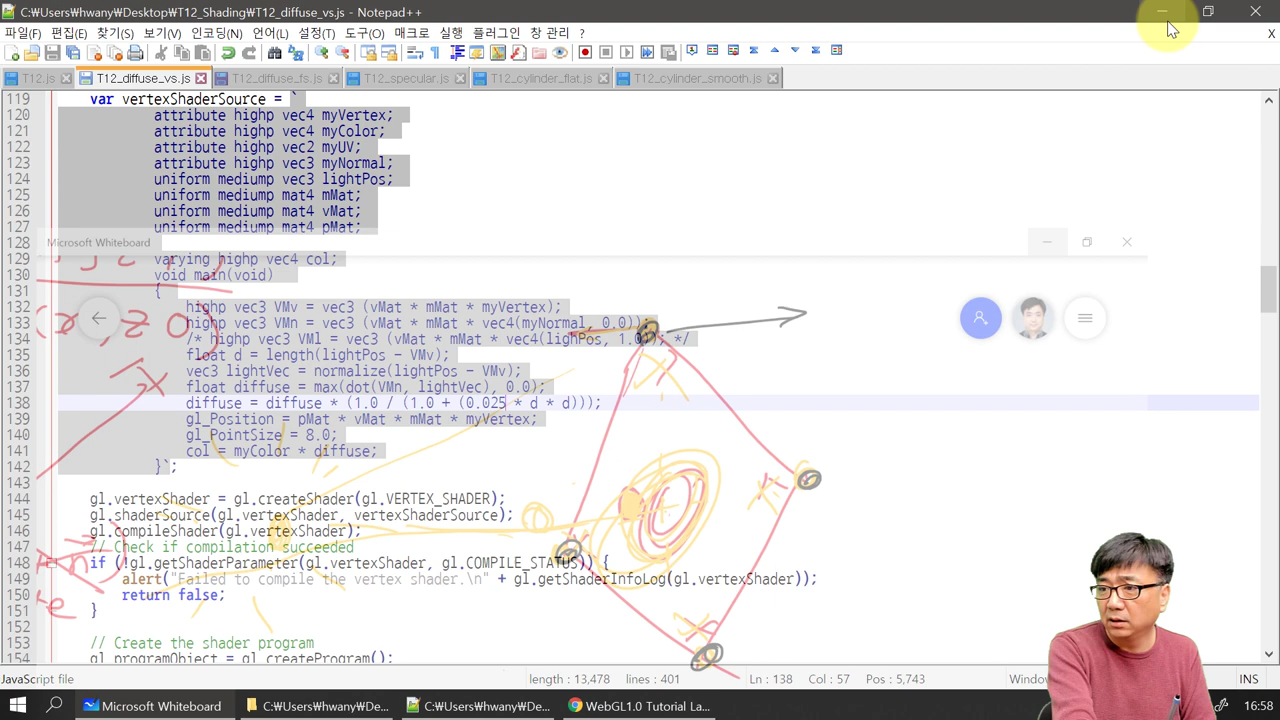 C:₩Users₩hwany₩Desktop₩T12_Shading₩T12_diffuse_vs.js - Notepad++
파일(F) 편집(E) 찾기(S) 보기(V) 인코딩(N) 언어(L) 설정(T) 도구(O) 매크로 실행 플러그인 창 관리 ?
X
T12.js T12_diffuse_vs.js T12_diffuse_fs.js T12_specular.js T12_cylinder_flat.js T12_cylinder_smooth.js
119 var vertexShaderSource = `
120 attribute highp vec4 myVertex;
121 attribute highp vec4 myColor;
122 attribute highp vec2 myUV;
123 attribute highp vec3 myNormal;
124 uniform mediump vec3 lightPos;
125 uniform mediump mat4 mMat;
126 uniform mediump mat4 vMat;
127 uniform mediump mat4 pMat;
128
Microsoft Whiteboard
129 varying highp vec4 col;
130 void main(void)
131 {
132 highp vec3 VMv = vec3 (vMat * mMat * myVertex);
133 highp vec3 VMn = vec3 (vMat * mMat * vec4(myNormal, 0.0));
134 /* highp vec3 VMl = vec3 (vMat * mMat * vec4(lighPos, 1.0)); */
135 float d = length(lightPos - VMv);
136 vec3 lightVec = normalize(lightPos - VMv);
137 float diffuse = max(dot(VMn, lightVec), 0.0);
138 diffuse = diffuse * (1.0 / (1.0 + (0.025 * d * d)));
139 gl_Position = pMat * vMat * mMat * myVertex;
140 gl_PointSize = 8.0;
141 col = myColor * diffuse;
142 }`;
143
144 gl.vertexShader = gl.createShader(gl.VERTEX_SHADER);
145 gl.shaderSource(gl.vertexShader, vertexShaderSource);
146 gl.compileShader(gl.vertexShader);
147 // Check if compilation succeeded
148 if (!gl.getShaderParameter(gl.vertexShader, gl.COMPILE_STATUS)) {
149 alert("Failed to compile the vertex shader.\n" + gl.getShaderInfoLog(gl.vertexShader));
150 return false;
151 }
152
153 // Create the shader program
154 gl.programObject = gl.createProgram();
JavaScript file length : 13,478 lines : 401 Ln : 138 Col : 57 Pos : 5,743 INS
Microsoft Whiteboard C:₩Users₩hwany₩De... C:₩Users₩hwany₩De... WebGL1.0 Tutorial La... 16:58